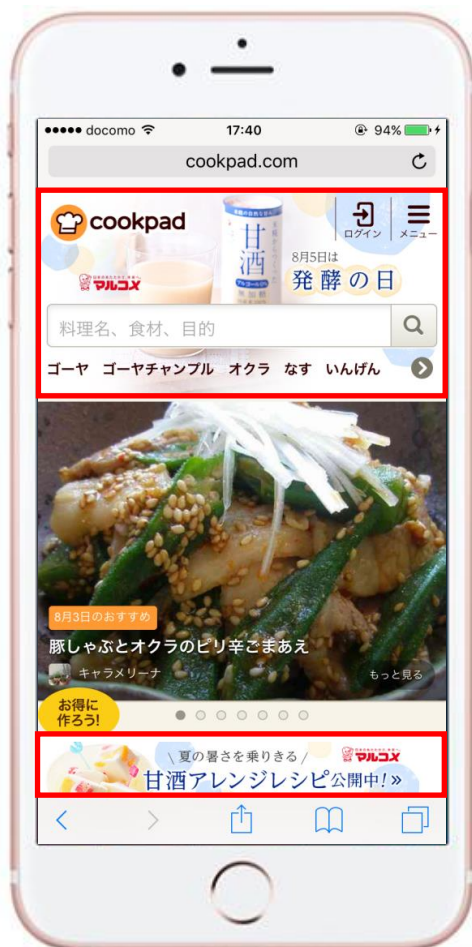 docomo 17:40 94%
cookpad.com
cookpad
ログイン
メニュー
マルコメ
甘酒
8月5日は
発酵の日
料理名、食材、目的
ゴーヤ ゴーヤチャンプル オクラ なす いんげん
8月3日のおすすめ
豚しゃぶとオクラのピリ辛ごまあえ
キャラメリーナ
もっと見る
お得に
作ろう!
\ 夏の暑さを乗りきる /
マルコメ
甘酒アレンジレシピ公開中!»